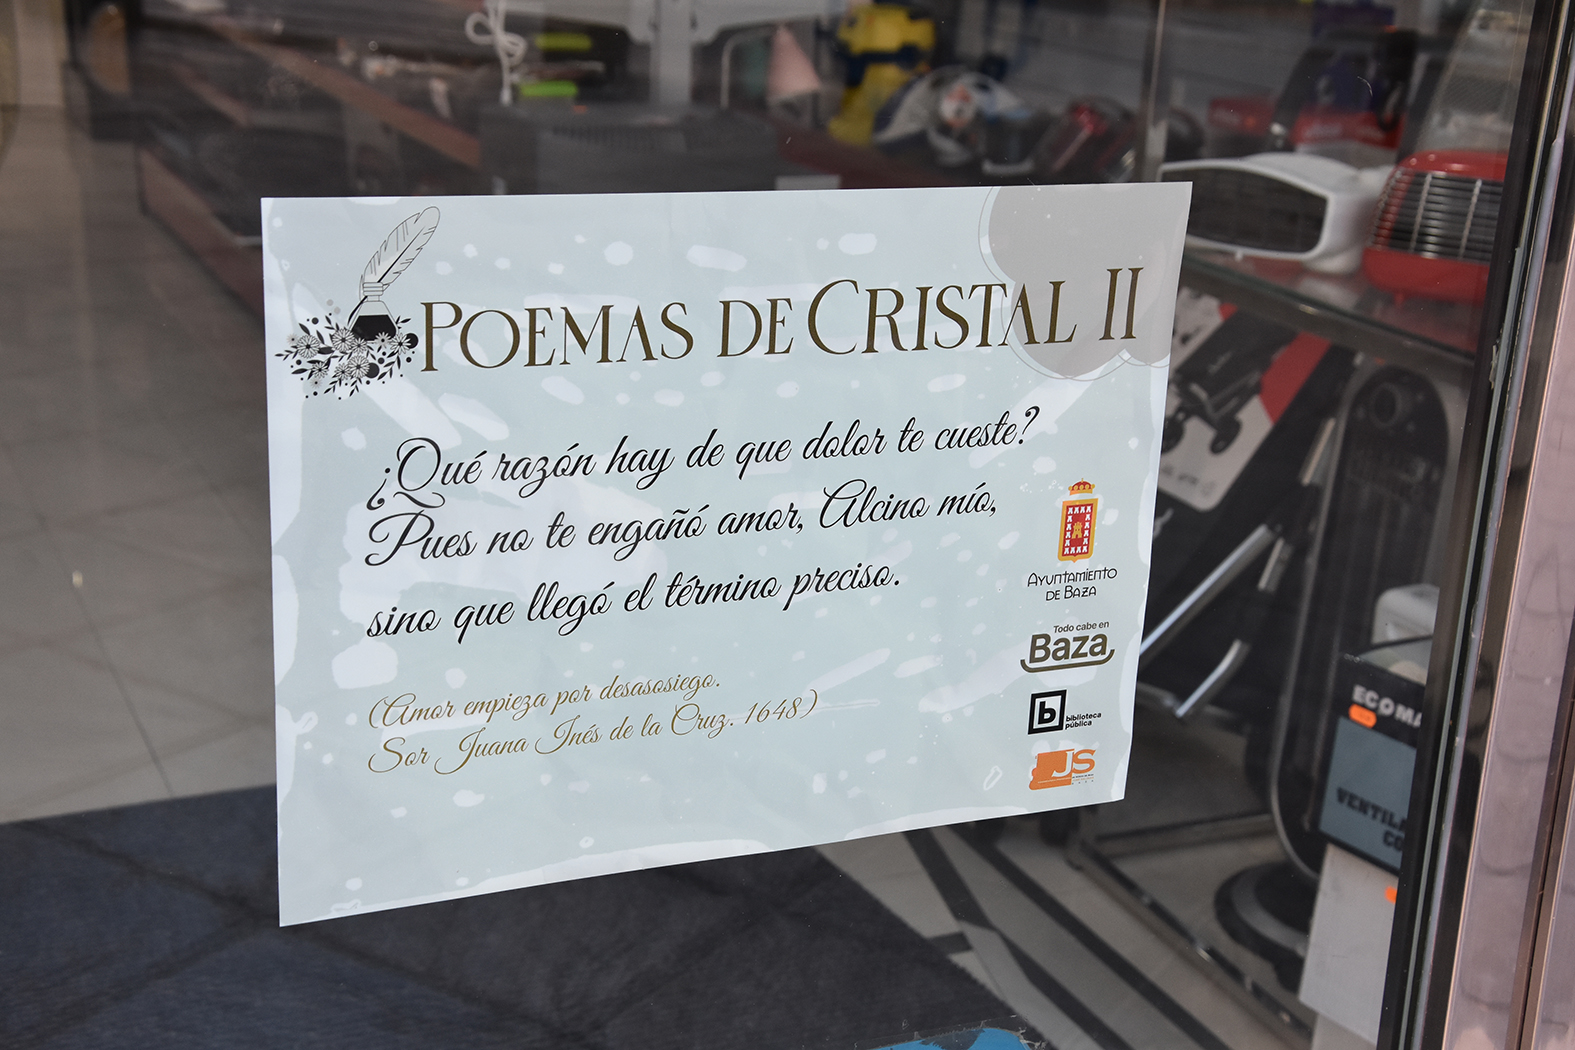 POEMAS DE CRISTAL II
¿Qué razón hay de que dolor te cueste?
Pues no te engañó amor, Alcino mío,
sino que llegó el término preciso.
(Amor empieza por desasosiego.
Sor Juana Inés de la Cruz. 1648)
AYUNTAMIENTO
DE BAZA
Todo cabe en
Baza
b biblioteca
pública
JS
ECOMA
VENTILA
CO